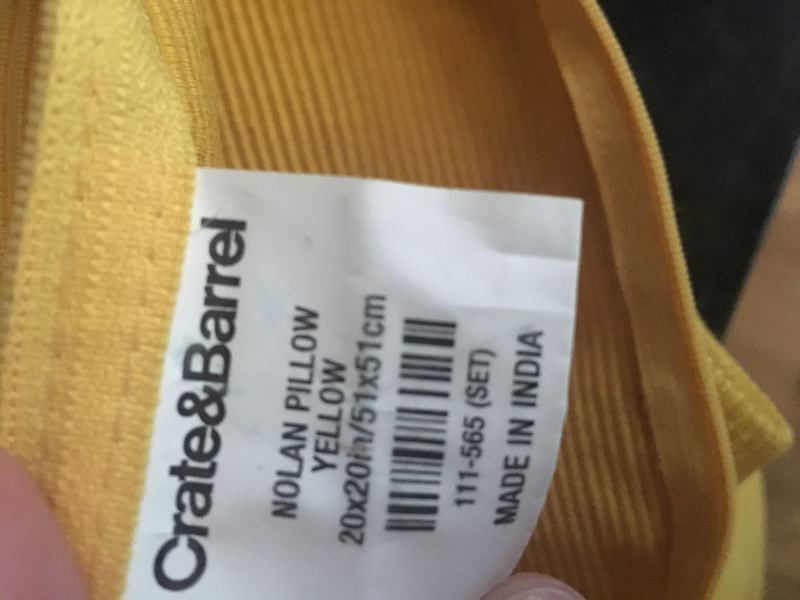 Crate&Barrel
NOLAN PILLOW
YELLOW
20x20in/51x51cm
111-565 (SET)
MADE IN INDIA